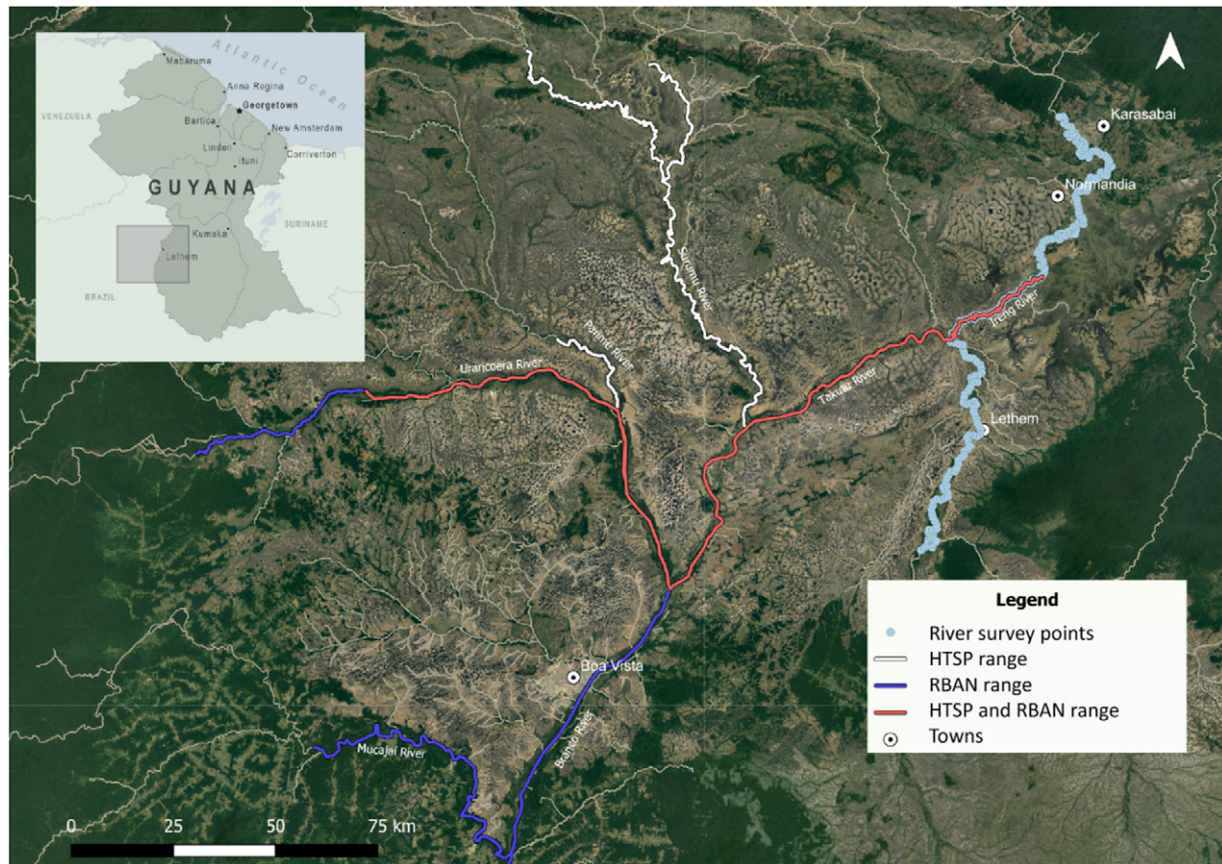 Atlantic Ocean
Mabaruma
Anna Regina
Georgetown
VENEZUELA
Bartica
New Amsterdam
Linden
Corriverton
Ituni
GUYANA
SURINAME
Kumaka
Lethem
BRAZIL
Karasabai
Normandia
Surumu River
Ireng River
Parime River
Uraricoera River
Takutu River
Lethem
Boa Vista
Branco River
Mucajai River
Legend
River survey points
HTSP range
RBAN range
HTSP and RBAN range
Towns
0 25 50 75 km